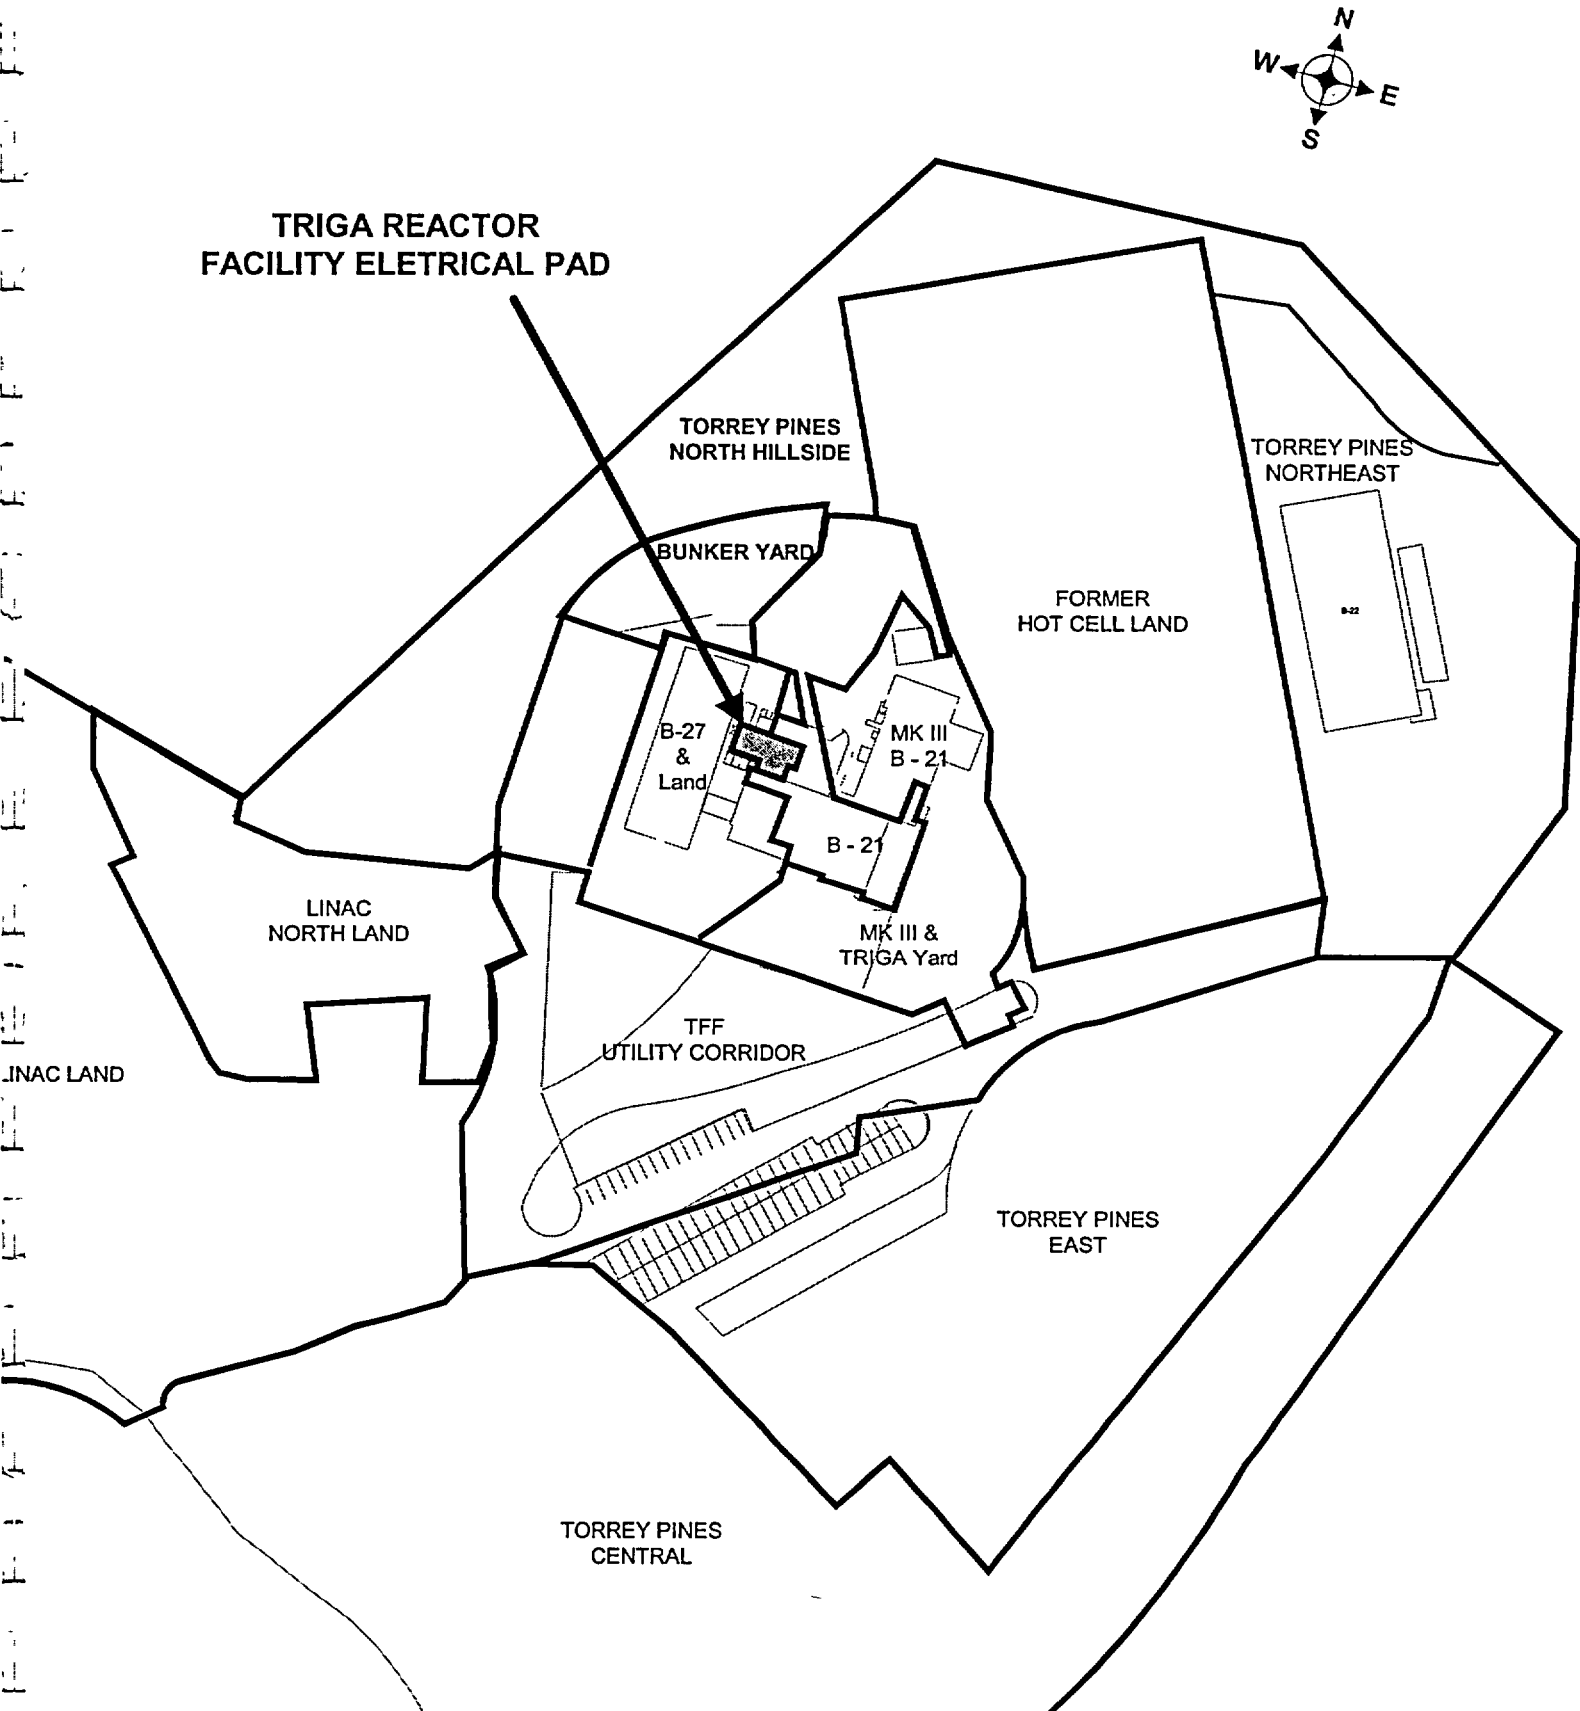 N
W
E
S
TRIGA REACTOR
FACILITY ELETRICAL PAD
TORREY PINES
NORTH HILLSIDE
TORREY PINES
NORTHEAST
BUNKER YARD
FORMER
HOT CELL LAND
B-22
B-27
&
Land
MK III
B - 21
B - 21
LINAC
NORTH LAND
MK III &
TRIGA Yard
TFF
UTILITY CORRIDOR
LINAC LAND
TORREY PINES
EAST
TORREY PINES
CENTRAL